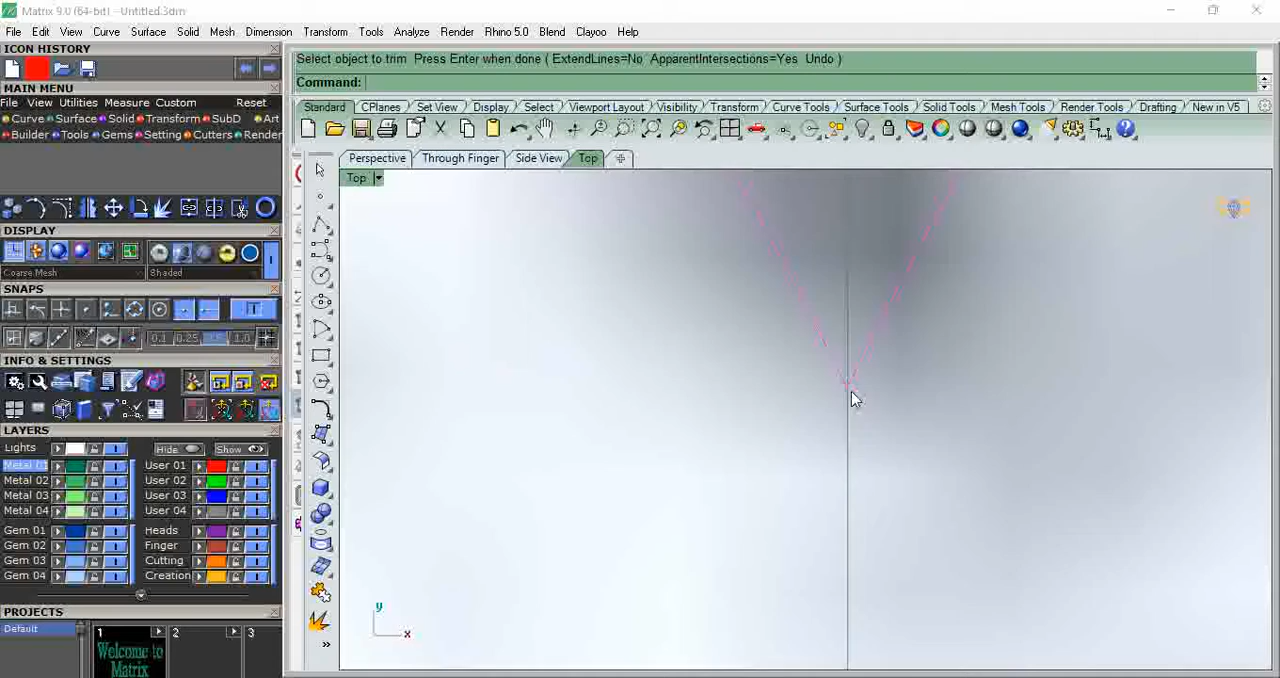 Matrix 9.0 (64-bit) - Untitled.3dm
File Edit View Curve Surface Solid Mesh Dimension Transform Tools Analyze Render Rhino 5.0 Blend Clayoo Help
ICON HISTORY
MAIN MENU
File View Utilities Measure Custom Reset
Curve Surface Solid Transform SubD Art
Builder Tools Gems Setting Cutters Render
DISPLAY
Coarse Mesh Shaded
SNAPS
0.1 0.25 1.0
INFO & SETTINGS
LAYERS
Lights Hide Show
Metal 01 User 01
Metal 02 User 02
Metal 03 User 03
Metal 04 User 04
Gem 01 Heads
Gem 02 Finger
Gem 03 Cutting
Gem 04 Creation
PROJECTS
Default 1 2 3
Welcome to
Matrix
Select object to trim Press Enter when done ( ExtendLines=No ApparentIntersections=Yes Undo )
Command:
Standard CPlanes Set View Display Select Viewport Layout Visibility Transform Curve Tools Surface Tools Solid Tools Mesh Tools Render Tools Drafting New in V5
Perspective Through Finger Side View Top
Top
y
x